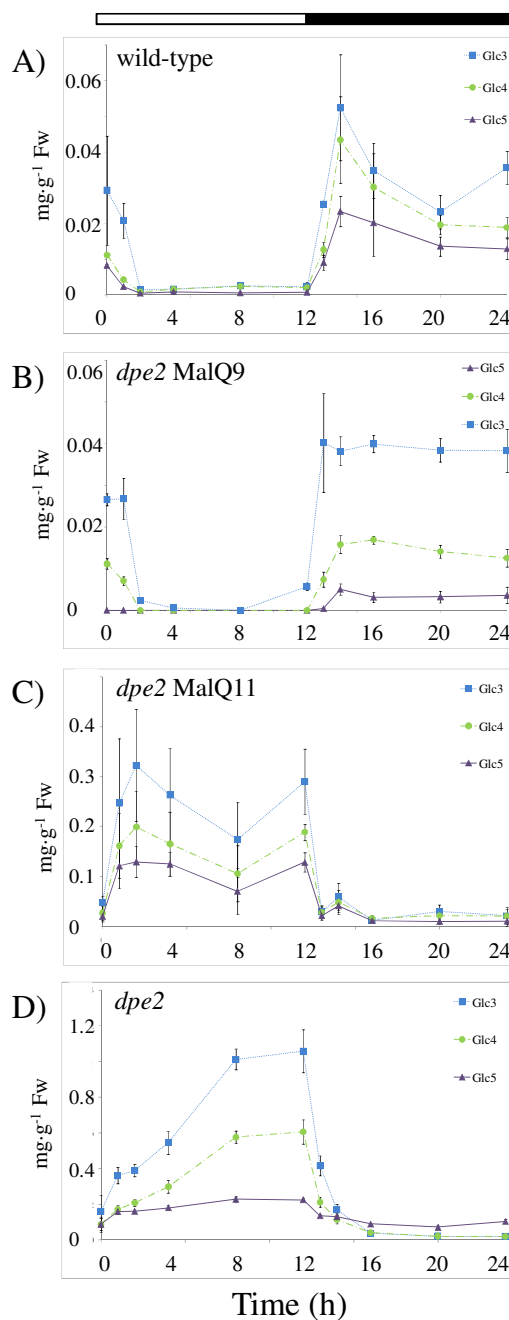 A) wild-type
Glc3
Glc4
Glc5
0.06
0.04
0.02
0
mg·g⁻¹ Fw
0 4 8 12 16 20 24
B) dpe2 MalQ9
Glc5
Glc4
Glc3
0.06
0.04
0.02
0
mg·g⁻¹ Fw
0 4 8 12 16 20 24
C) dpe2 MalQ11
Glc3
Glc4
Glc5
0.4
0.3
0.2
0.1
0
mg·g⁻¹ Fw
0 4 8 12 16 20 24
D) dpe2
Glc3
Glc4
Glc5
1.2
0.8
0.4
0
mg·g⁻¹ Fw
0 4 8 12 16 20 24
Time (h)